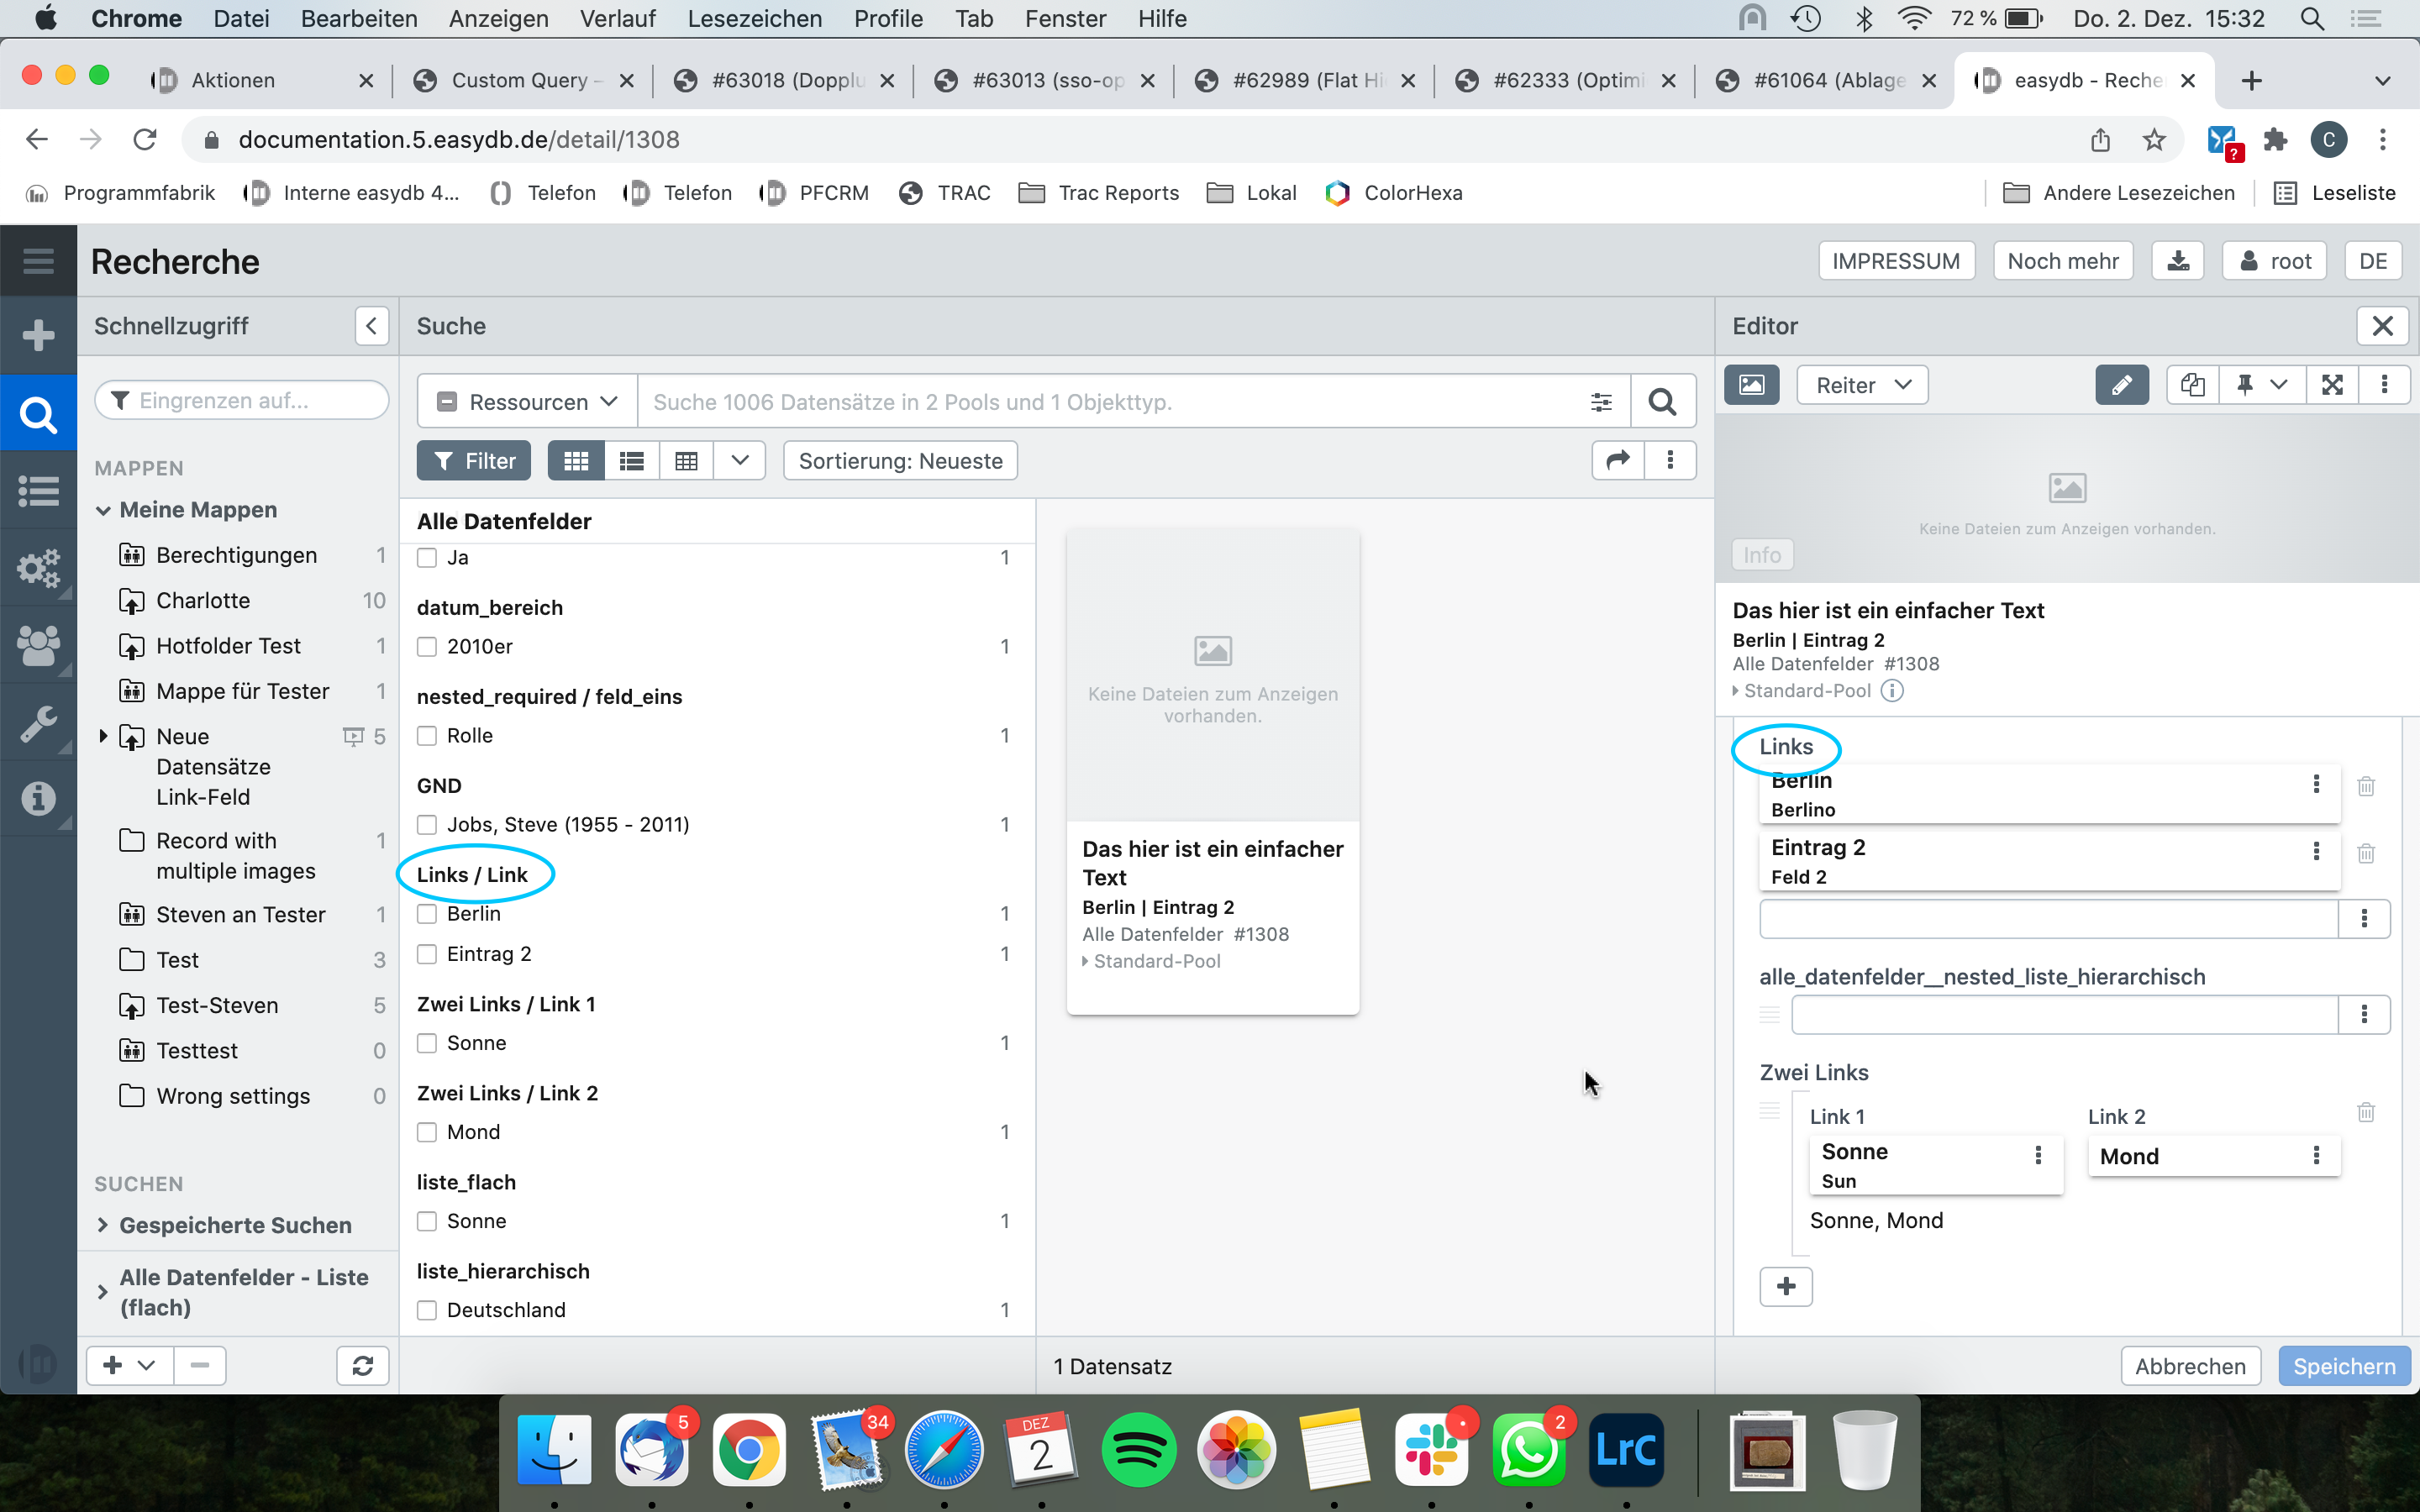 Chrome Datei Bearbeiten Anzeigen Verlauf Lesezeichen Profile Tab Fenster Hilfe 72 % Do. 2. Dez. 15:32
Aktionen Custom Query - #63018 (Dopplu #63013 (sso-op #62989 (Flat Hi #62333 (Optimi #61064 (Ablage easydb - Reche
documentation.5.easydb.de/detail/1308 ? C
Programmfabrik Interne easydb 4... Telefon Telefon PFCRM TRAC Trac Reports Lokal ColorHexa Andere Lesezeichen Leseliste
Recherche IMPRESSUM Noch mehr root DE
Schnellzugriff
Eingrenzen auf...
MAPPEN
Meine Mappen
Berechtigungen 1
Charlotte 10
Hotfolder Test 1
Mappe für Tester 1
Neue 5
Datensätze
Link-Feld
Record with 1
multiple images
Steven an Tester 1
Test 3
Test-Steven 5
Testtest 0
Wrong settings 0
SUCHEN
Gespeicherte Suchen
Alle Datenfelder - Liste
(flach)
Suche
Ressourcen Suche 1006 Datensätze in 2 Pools und 1 Objekttyp.
Filter Sortierung: Neueste
Alle Datenfelder
Ja 1
datum_bereich
2010er 1
nested_required / feld_eins
Rolle 1
GND
Jobs, Steve (1955 - 2011) 1
Links / Link
Berlin 1
Eintrag 2 1
Zwei Links / Link 1
Sonne 1
Zwei Links / Link 2
Mond 1
liste_flach
Sonne 1
liste_hierarchisch
Deutschland 1
Keine Dateien zum Anzeigen
vorhanden.
Das hier ist ein einfacher
Text
Berlin | Eintrag 2
Alle Datenfelder #1308
Standard-Pool
1 Datensatz
Editor
Reiter
Keine Dateien zum Anzeigen vorhanden.
Info
Das hier ist ein einfacher Text
Berlin | Eintrag 2
Alle Datenfelder #1308
Standard-Pool
Links
Berlin
Berlino
Eintrag 2
Feld 2
alle_datenfelder__nested_liste_hierarchisch
Zwei Links
Link 1 Link 2
Sonne Mond
Sun
Sonne, Mond
Abbrechen Speichern
5 34 DEZ 2 2 LrC